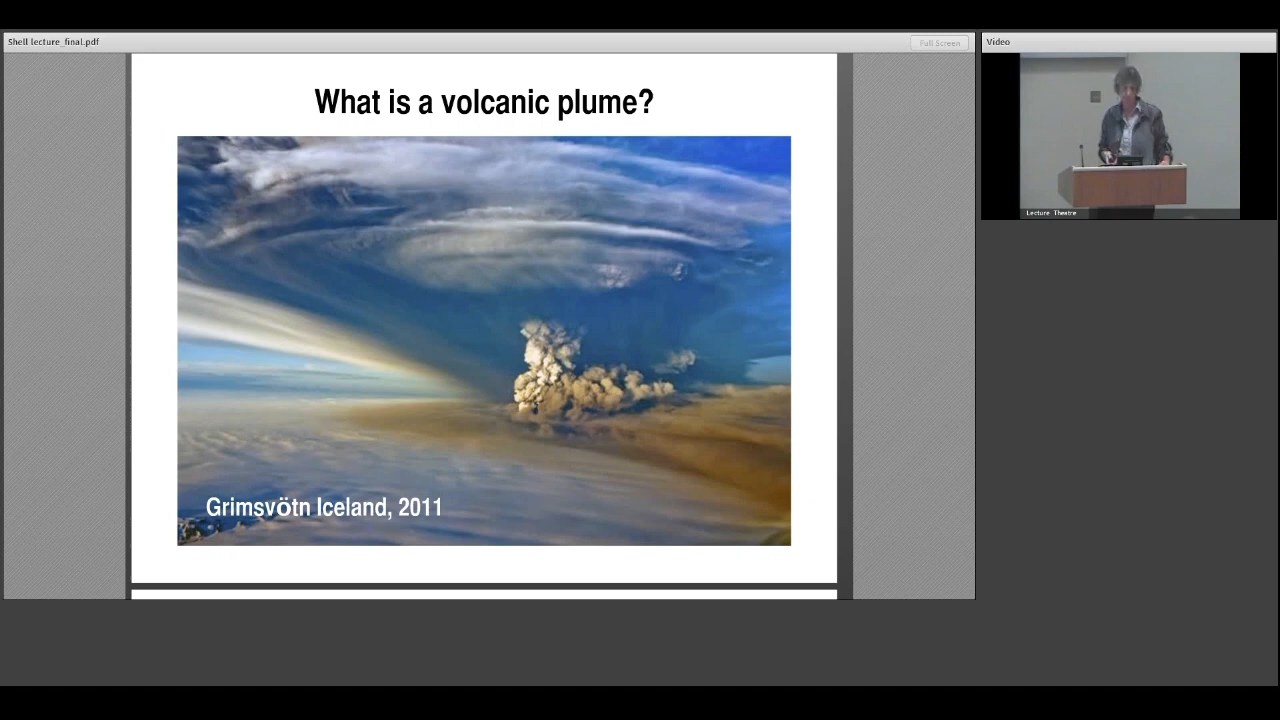 Shell lecture_final.pdf
Full Screen
Video
What is a volcanic plume?
Lecture Theatre
Grimsvötn Iceland, 2011